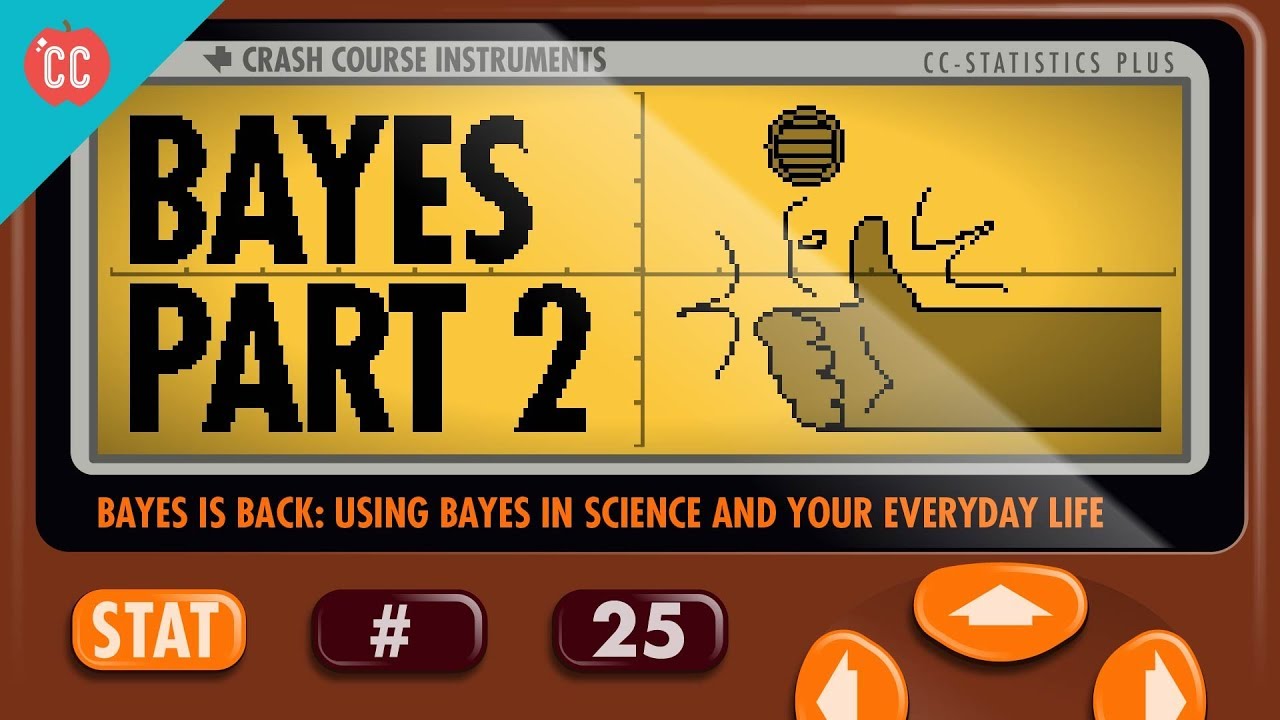 CC
CRASH COURSE INSTRUMENTS
CC-STATISTICS PLUS
BAYES
PART 2
BAYES IS BACK: USING BAYES IN SCIENCE AND YOUR EVERYDAY LIFE
STAT
#
25